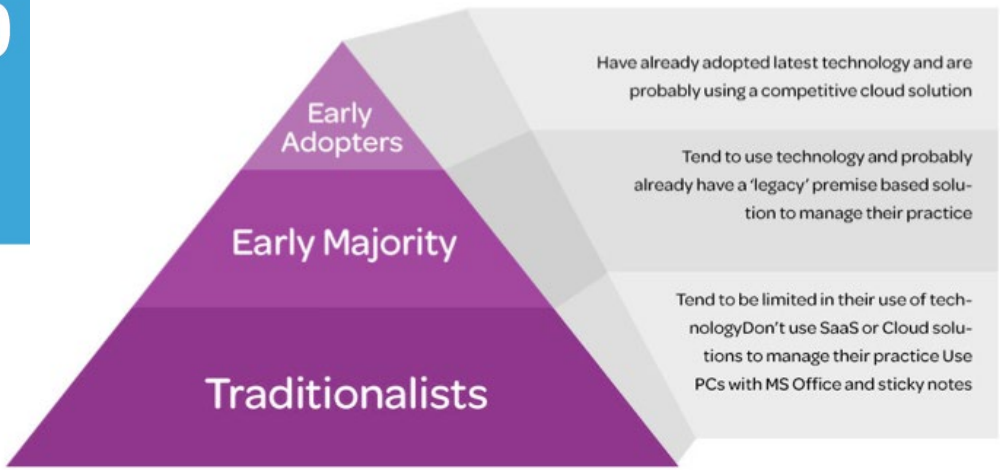 Early
Adopters
Have already adopted latest technology and are
probably using a competitive cloud solution
Early Majority
Tend to use technology and probably
already have a ‘legacy’ premise based solu-
tion to manage their practice
Traditionalists
Tend to be limited in their use of tech-
nologyDon’t use SaaS or Cloud solu-
tions to manage their practice Use
PCs with MS Office and sticky notes